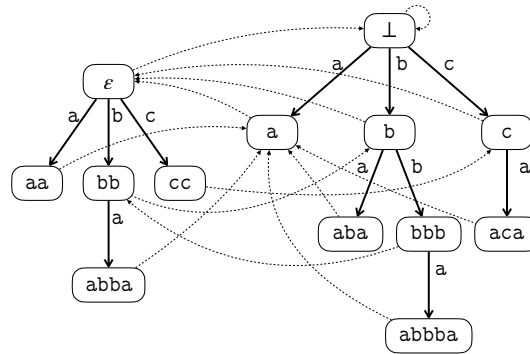 ⊥
a b c
ε
a b c
a b c
aa bb cc
a b a
a
aba bbb aca
a
abba
abbba